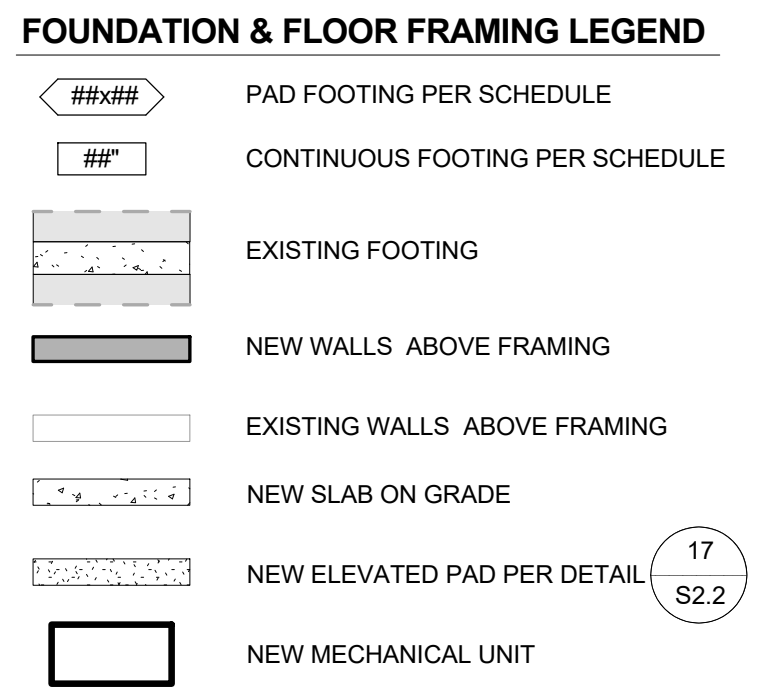 FOUNDATION & FLOOR FRAMING LEGEND
##x## PAD FOOTING PER SCHEDULE
##" CONTINUOUS FOOTING PER SCHEDULE
EXISTING FOOTING
NEW WALLS ABOVE FRAMING
EXISTING WALLS ABOVE FRAMING
NEW SLAB ON GRADE
NEW ELEVATED PAD PER DETAIL
17
S2.2
NEW MECHANICAL UNIT